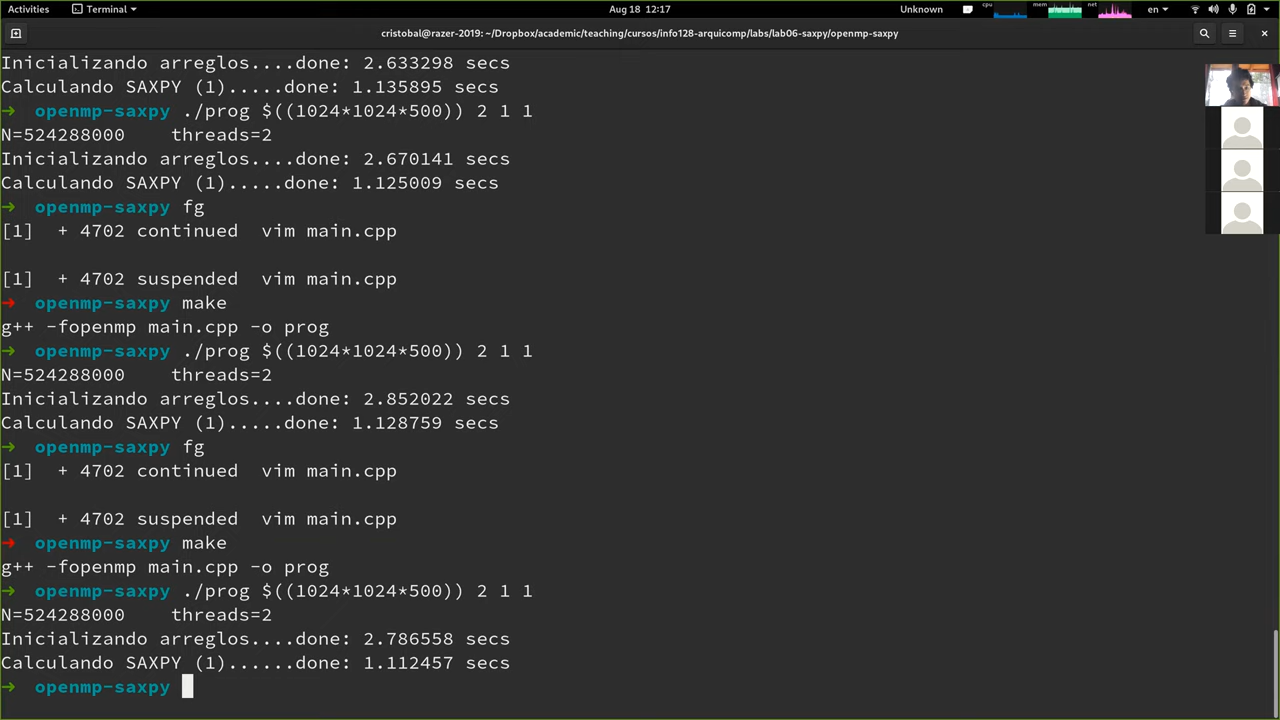 Activities Terminal Aug 18 12:17 Unknown cpu mem net en
cristobal@razer-2019: ~/Dropbox/academic/teaching/cursos/info128-arquicomp/labs/lab06-saxpy/openmp-saxpy
Inicializando arreglos....done: 2.633298 secs
Calculando SAXPY (1).....done: 1.135895 secs
→ openmp-saxpy ./prog $((1024*1024*500)) 2 1 1
N=524288000    threads=2
Inicializando arreglos....done: 2.670141 secs
Calculando SAXPY (1).....done: 1.125009 secs
→ openmp-saxpy fg
[1]  + 4702 continued  vim main.cpp
[1]  + 4702 suspended  vim main.cpp
→ openmp-saxpy make
g++ -fopenmp main.cpp -o prog
→ openmp-saxpy ./prog $((1024*1024*500)) 2 1 1
N=524288000    threads=2
Inicializando arreglos....done: 2.852022 secs
Calculando SAXPY (1).....done: 1.128759 secs
→ openmp-saxpy fg
[1]  + 4702 continued  vim main.cpp
[1]  + 4702 suspended  vim main.cpp
→ openmp-saxpy make
g++ -fopenmp main.cpp -o prog
→ openmp-saxpy ./prog $((1024*1024*500)) 2 1 1
N=524288000    threads=2
Inicializando arreglos....done: 2.786558 secs
Calculando SAXPY (1)......done: 1.112457 secs
→ openmp-saxpy